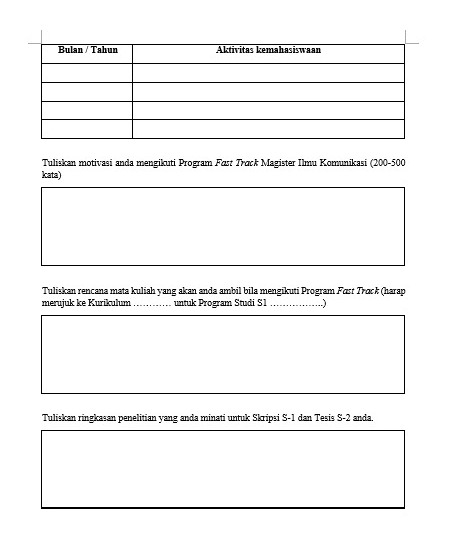 Bulan / Tahun Aktivitas kemahasiswaan
Tuliskan motivasi anda mengikuti Program Fast Track Magister Ilmu Komunikasi (200-500
kata)
Tuliskan rencana mata kuliah yang akan anda ambil bila mengikuti Program Fast Track (harap
merujuk ke Kurikulum ………… untuk Program Studi S1 ……………..)
Tuliskan ringkasan penelitian yang anda minati untuk Skripsi S-1 dan Tesis S-2 anda.